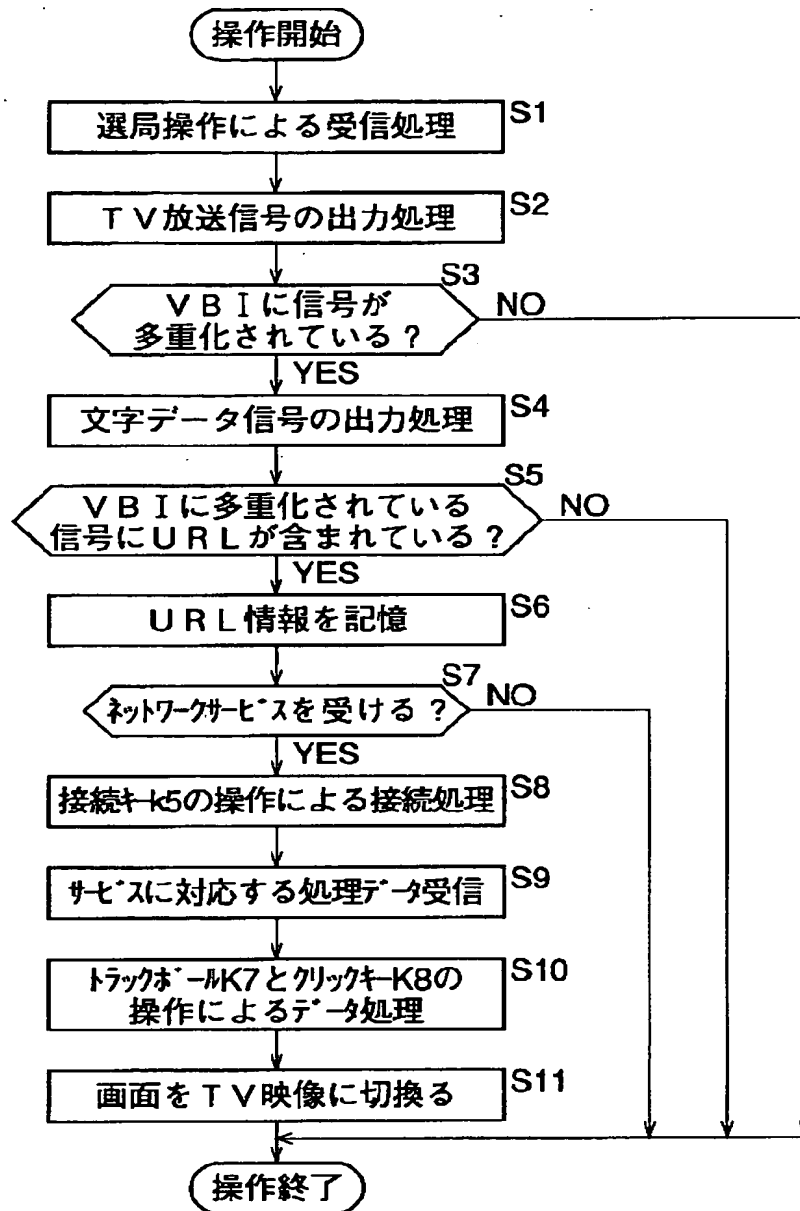 操作開始
選局操作による受信処理 S1
TV放送信号の出力処理 S2
S3
VBIに信号が
多重化されている？ NO
YES
文字データ信号の出力処理 S4
S5
VBIに多重化されている
信号にURLが含まれている？ NO
YES
URL情報を記憶 S6
S7
ネットワークサービスを受ける？ NO
YES
接続キーk5の操作による接続処理 S8
サービスに対応する処理データ受信 S9
トラックボールK7とクリックキーK8の S10
操作によるデータ処理
画面をTV映像に切換る S11
操作終了